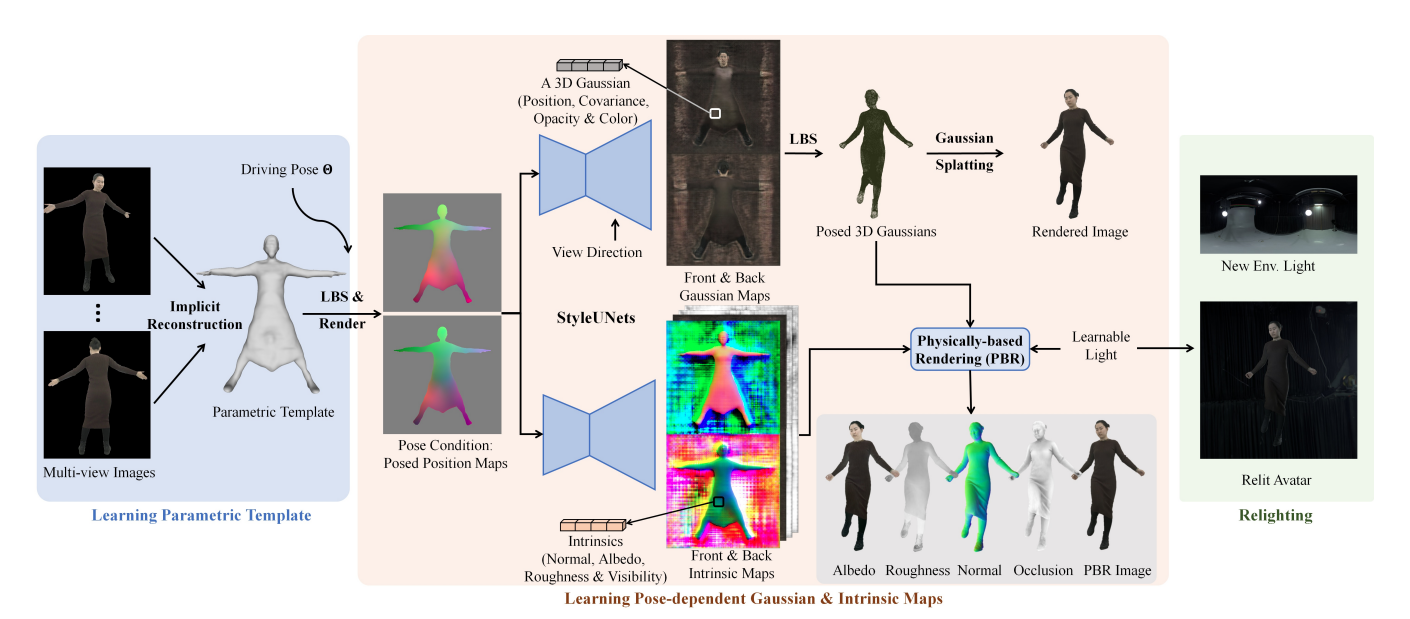 Driving Pose Θ
Implicit
Reconstruction
Parametric Template
Multi-view Images
Learning Parametric Template
LBS &
Render
Pose Condition:
Posed Position Maps
A 3D Gaussian
(Position, Covariance,
Opacity & Color)
View Direction
StyleUNets
Front & Back
Gaussian Maps
Intrinsics
(Normal, Albedo,
Roughness & Visibility)
Front & Back
Intrinsic Maps
LBS
Posed 3D Gaussians
Gaussian
Splatting
Rendered Image
Physically-based
Rendering (PBR)
Learnable
Light
Albedo
Roughness
Normal
Occlusion
PBR Image
Learning Pose-dependent Gaussian & Intrinsic Maps
New Env. Light
Relit Avatar
Relighting